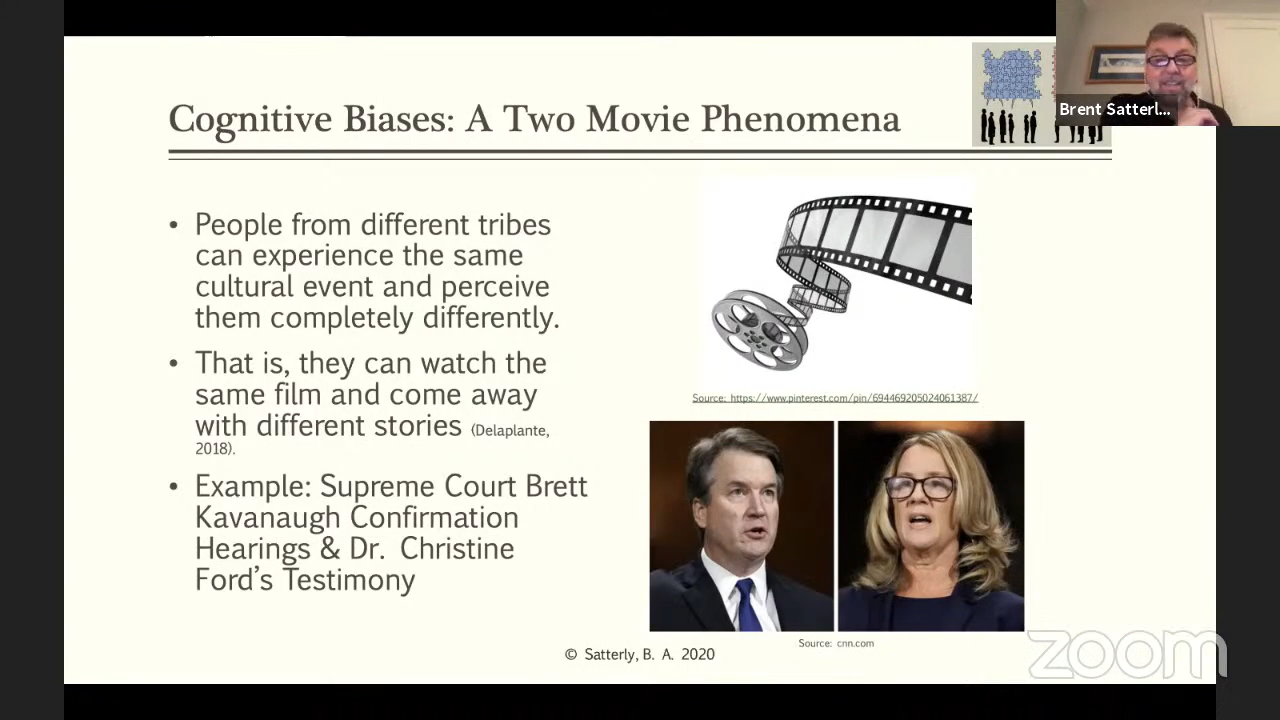 Cognitive Biases: A Two Movie Phenomena
Brent Satterl...
• People from different tribes
can experience the same
cultural event and perceive
them completely differently.
• That is, they can watch the
same film and come away
with different stories (Delaplante,
2018).
• Example: Supreme Court Brett
Kavanaugh Confirmation
Hearings & Dr. Christine
Ford's Testimony
Source: https://www.pinterest.com/pin/694469205024061387/
Source: cnn.com
© Satterly, B. A. 2020
zoom